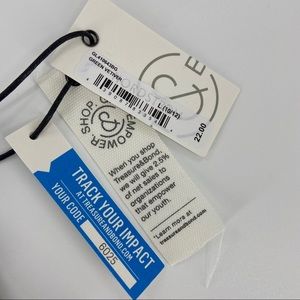 GREEN VETIVER
L (10/12)
22.00
SHOP.
EMPOWER.
When you shop
Treasure&Bond,
we will give 2.5%
of net sales to
organizations
that empower
our youth.
*Learn more at
treasureandbond.com
TRACK YOUR IMPACT
AT TREASUREANDBOND.COM
YOUR CODE
6025